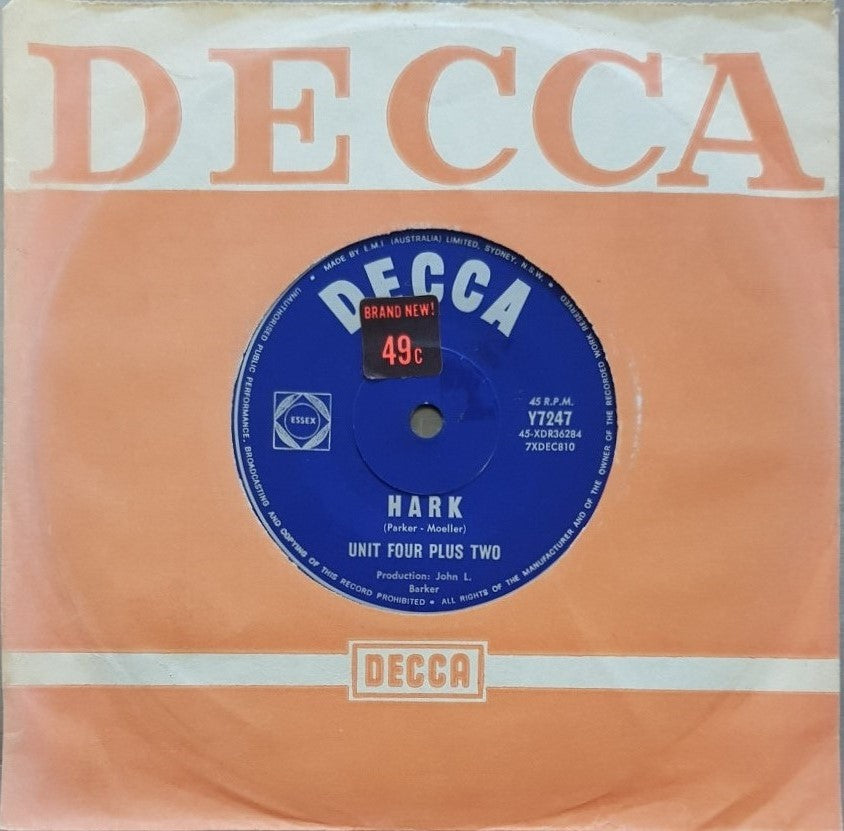 DECCA
MADE BY E.M.I (AUSTRALIA) LIMITED, SYDNEY, N.S.W.
UNAUTHORISED PUBLIC PERFORMANCE, BROADCASTING AND COPYING OF THIS RECORD PROHIBITED • ALL RIGHTS OF THE MANUFACTURER AND OF THE OWNER OF THE RECORDED WORK RESERVED
DECCA
BRAND NEW!
49c
ESSEX
45 R.P.M.
Y7247
45-XDR36284
7XDEC810
HARK
(Parker - Moeller)
UNIT FOUR PLUS TWO
Production: John L.
Barker
DECCA